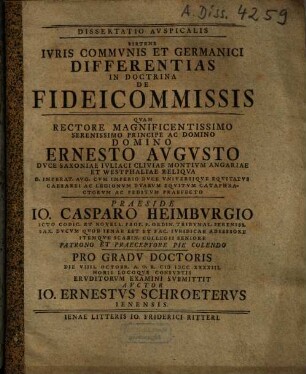 A. Diss. 4259
DISSERTATIO AVSPICALIS
SISTENS
IVRIS COMMVNIS ET GERMANICI
DIFFERENTIAS
IN DOCTRINA
DE
FIDEICOMMISSIS
QVAM
RECTORE MAGNIFICENTISSIMO
SERENISSIMO PRINCIPE AC DOMINO
DOMINO
ERNESTO AVGVSTO
DVCE SAXONIAE IVLIACI CLIVIAE MONTIVM ANGARIAE
ET WESTPHALIAE RELIQVA
PRAESIDE
IO. CASPARO HEIMBVRGIO
PATRONO ET PRAECEPTORE PIE COLENDO
PRO GRADV DOCTORIS
HORIS LOCOQVE CONSVETIS
ERVDITORVM EXAMINI SVBMITTIT
AVCTOR
IO. ERNESTVS SCHROETERVS
IENENSIS
IENAE LITTERIS IO. FRIDERICI RITTERI.